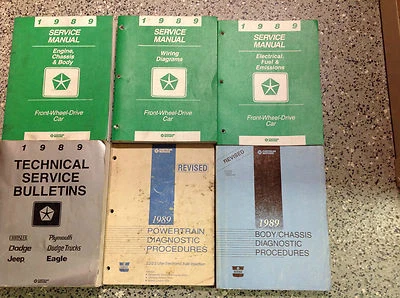 1989
SERVICE
MANUAL
Engine,
Chassis
& Body
Front-Wheel-Drive
Car
1989
SERVICE
MANUAL
Wiring
Diagrams
Front-Wheel-Drive
Car
1989
SERVICE
MANUAL
Electrical,
Fuel &
Emissions
Front-Wheel-Drive
Car
1989
TECHNICAL
SERVICE
BULLETINS
CHRYSLER Plymouth
Dodge Dodge Trucks
Jeep Eagle
REVISED
1989
POWERTRAIN
DIAGNOSTIC
PROCEDURES
REVISED
1989
BODY/CHASSIS
DIAGNOSTIC
PROCEDURES